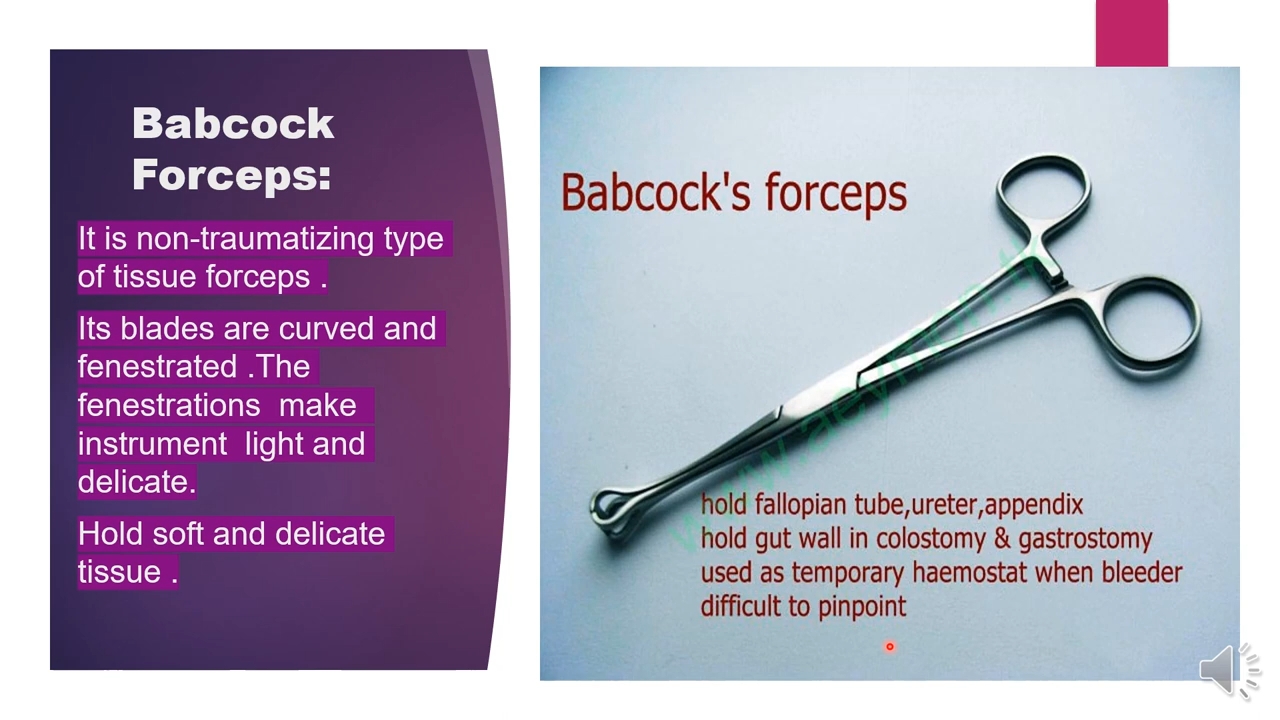 Babcock
Forceps:
It is non-traumatizing type
of tissue forceps .
Its blades are curved and
fenestrated .The
fenestrations  make
instrument  light and
delicate.
Hold soft and delicate
tissue .
Babcock's forceps
hold fallopian tube,ureter,appendix
hold gut wall in colostomy & gastrostomy
used as temporary haemostat when bleeder
difficult to pinpoint